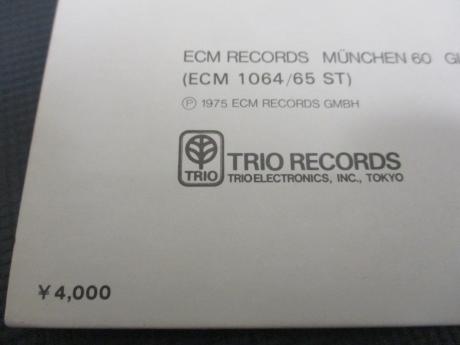 ECM RECORDS MÜNCHEN 60
(ECM 1064/65 ST)
Ⓟ 1975 ECM RECORDS GMBH
TRIO
TRIO RECORDS
TRIO ELECTRONICS, INC., TOKYO
¥4,000